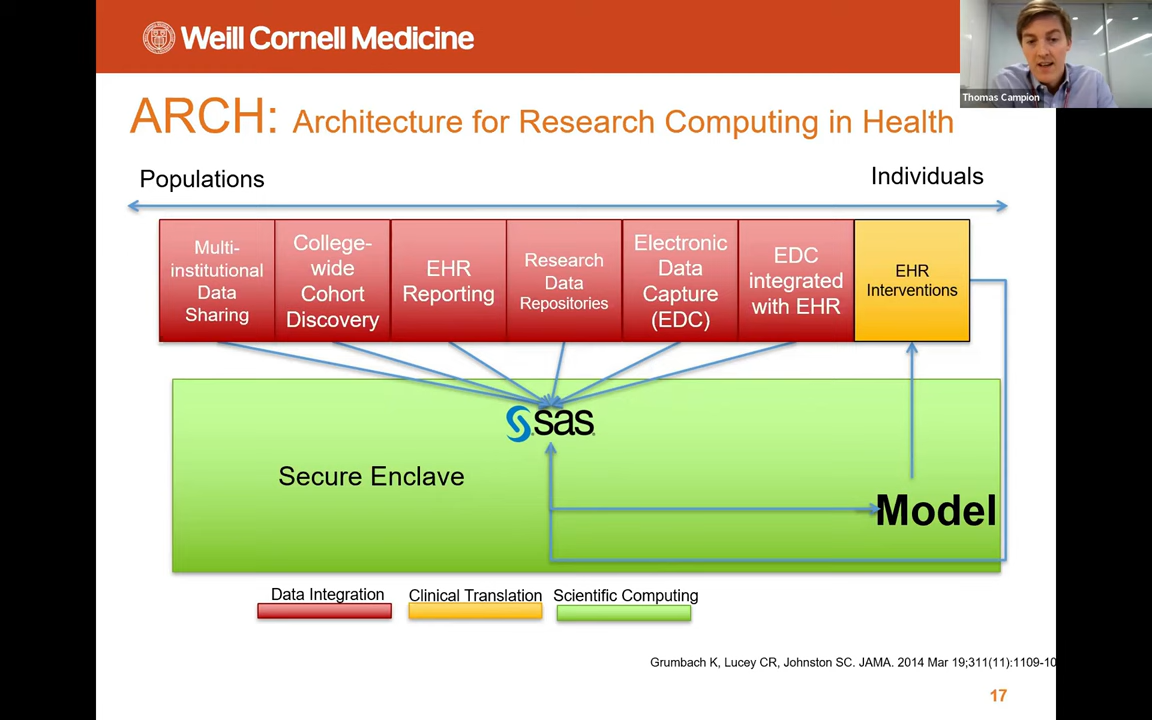 Weill Cornell Medicine
Thomas Campion
ARCH: Architecture for Research Computing in Health
Populations
Individuals
Multi-
institutional
Data
Sharing
College-
wide
Cohort
Discovery
EHR
Reporting
Research
Data
Repositories
Electronic
Data
Capture
(EDC)
EDC
integrated
with EHR
EHR
Interventions
sas
Secure Enclave
Model
Data Integration
Clinical Translation
Scientific Computing
Grumbach K, Lucey CR, Johnston SC. JAMA. 2014 Mar 19;311(11):1109-10
17